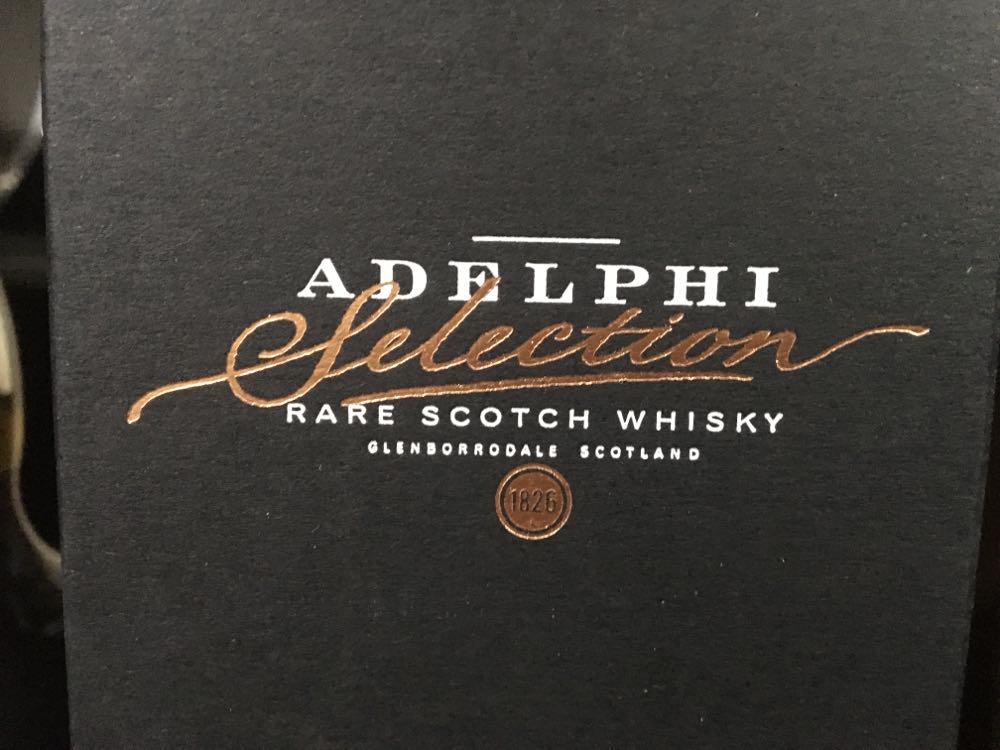 ADELPHI
Selection
RARE SCOTCH WHISKY
GLENBORRODALE SCOTLAND
1826